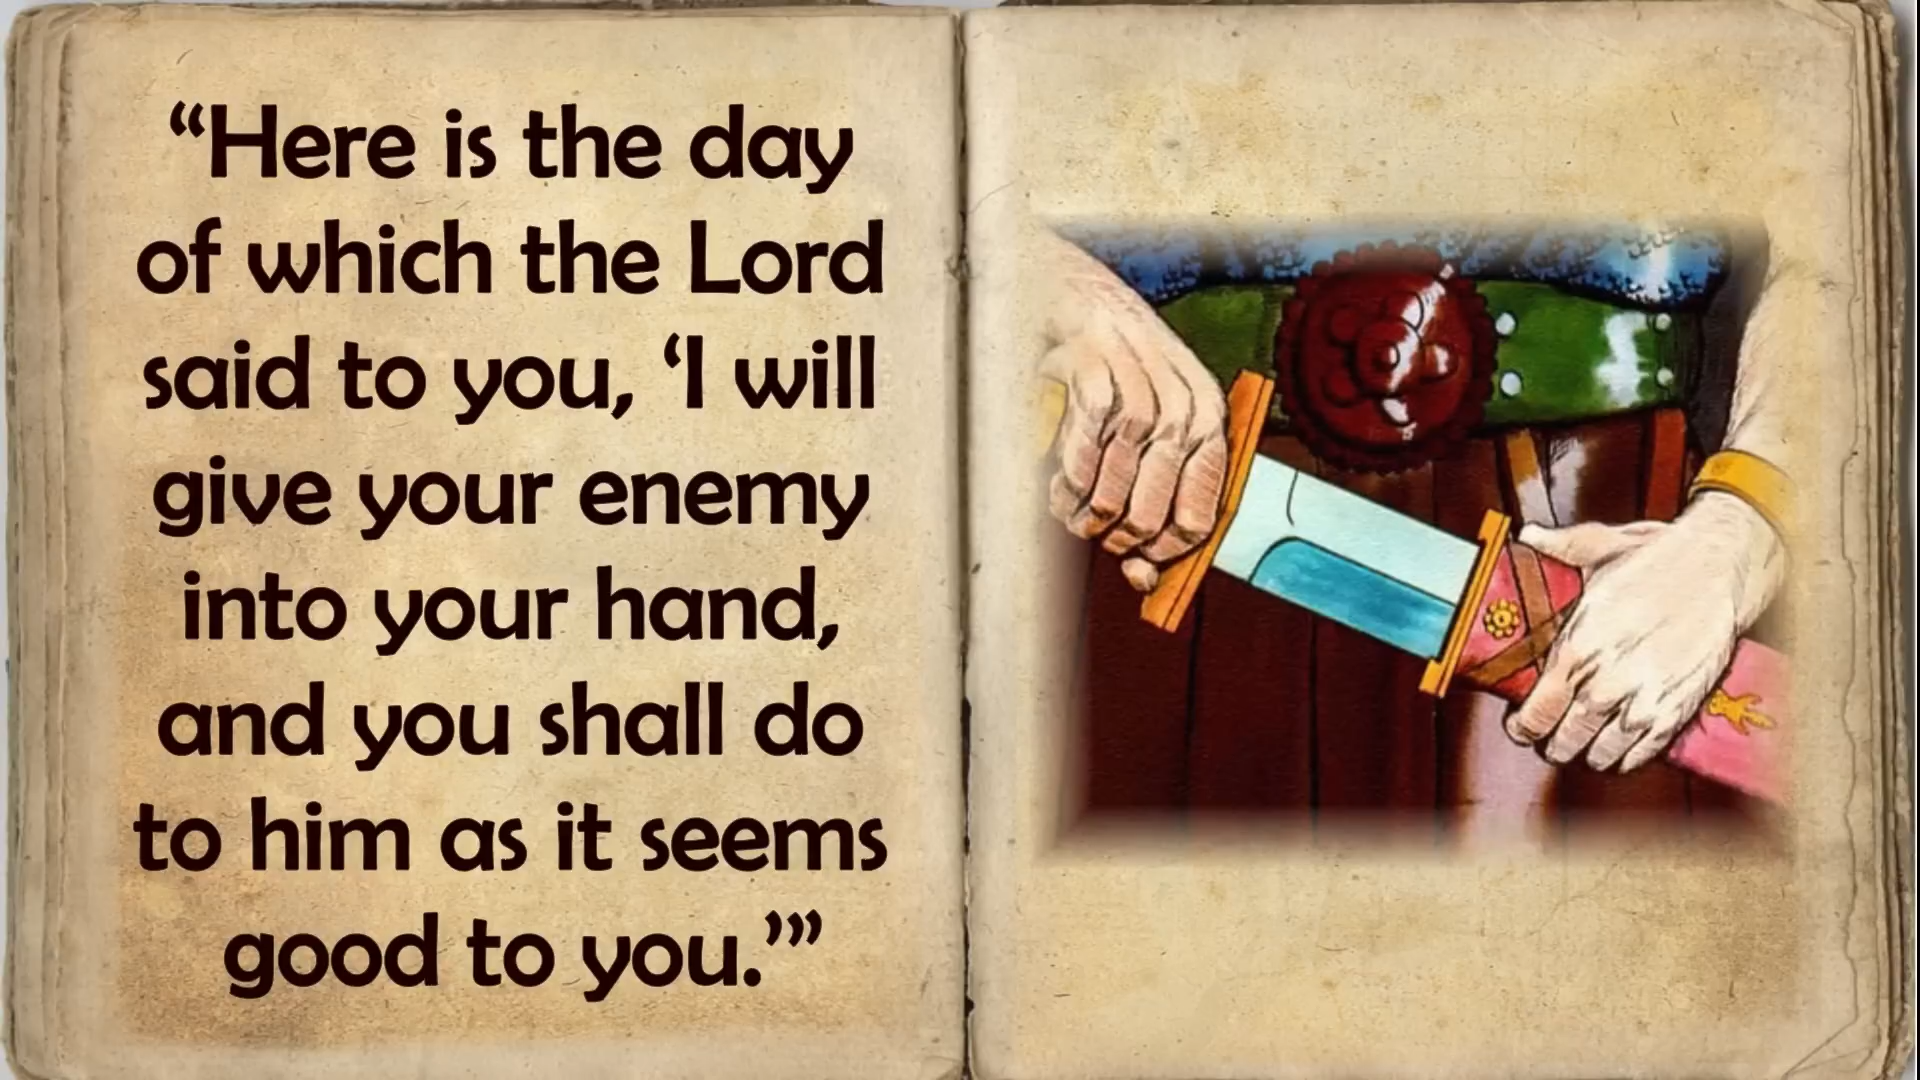 “Here is the day
of which the Lord
said to you, ‘I will
give your enemy
into your hand,
and you shall do
to him as it seems
good to you.’”